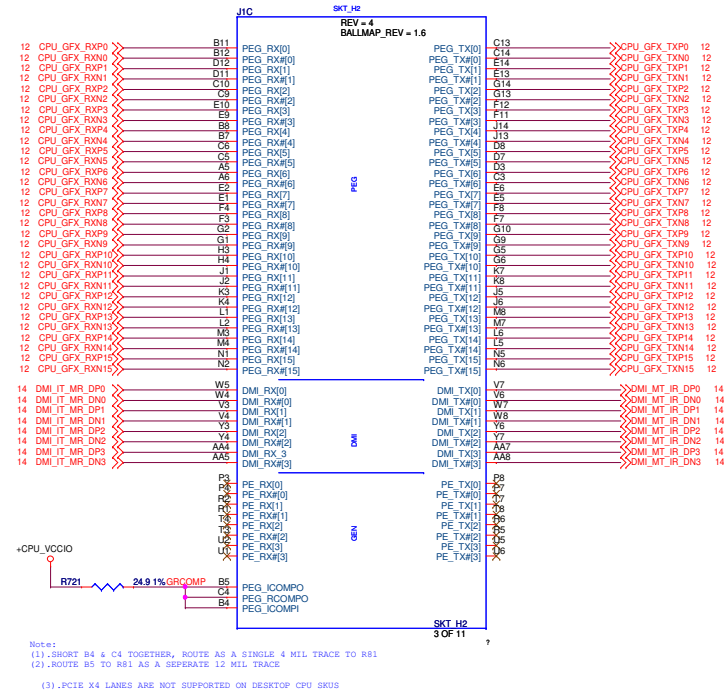 J1C
SKT_H2
REV = 4
BALLMAP_REV = 1.6
12 CPU_GFX_RXP0 B11 PEG_RX[0] PEG_TX[0] C13 CPU_GFX_TXP0 12
12 CPU_GFX_RXN0 B12 PEG_RX#[0] PEG_TX#[0] C14 CPU_GFX_TXN0 12
12 CPU_GFX_RXP1 D12 PEG_RX[1] PEG_TX[1] E14 CPU_GFX_TXP1 12
12 CPU_GFX_RXN1 D11 PEG_RX#[1] PEG_TX#[1] E13 CPU_GFX_TXN1 12
12 CPU_GFX_RXP2 C10 PEG_RX[2] PEG_TX[2] G14 CPU_GFX_TXP2 12
12 CPU_GFX_RXN2 C9 PEG_RX#[2] PEG_TX#[2] G13 CPU_GFX_TXN2 12
12 CPU_GFX_RXP3 E10 PEG_RX[3] PEG_TX[3] F12 CPU_GFX_TXP3 12
12 CPU_GFX_RXN3 E9 PEG_RX#[3] PEG_TX#[3] F11 CPU_GFX_TXN3 12
12 CPU_GFX_RXP4 B8 PEG_RX[4] PEG_TX[4] J14 CPU_GFX_TXP4 12
12 CPU_GFX_RXN4 B7 PEG_RX#[4] PEG_TX#[4] J13 CPU_GFX_TXN4 12
12 CPU_GFX_RXP5 C6 PEG_RX[5] PEG_TX[5] D8 CPU_GFX_TXP5 12
12 CPU_GFX_RXN5 C5 PEG_RX#[5] PEG_TX#[5] D7 CPU_GFX_TXN5 12
12 CPU_GFX_RXP6 A5 PEG_RX[6] PEG_TX[6] D3 CPU_GFX_TXP6 12
12 CPU_GFX_RXN6 A6 PEG_RX#[6] PEG PEG_TX#[6] C3 CPU_GFX_TXN6 12
12 CPU_GFX_RXP7 E2 PEG_RX[7] PEG_TX[7] E6 CPU_GFX_TXP7 12
12 CPU_GFX_RXN7 E1 PEG_RX#[7] PEG_TX#[7] E5 CPU_GFX_TXN7 12
12 CPU_GFX_RXP8 F4 PEG_RX[8] PEG_TX[8] F8 CPU_GFX_TXP8 12
12 CPU_GFX_RXN8 F3 PEG_RX#[8] PEG_TX#[8] F7 CPU_GFX_TXN8 12
12 CPU_GFX_RXP9 G2 PEG_RX[9] PEG_TX[9] G10 CPU_GFX_TXP9 12
12 CPU_GFX_RXN9 G1 PEG_RX#[9] PEG_TX#[9] G9 CPU_GFX_TXN9 12
12 CPU_GFX_RXP10 H3 PEG_RX[10] PEG_TX[10] G5 CPU_GFX_TXP10 12
12 CPU_GFX_RXN10 H4 PEG_RX#[10] PEG_TX#[10] G6 CPU_GFX_TXN10 12
12 CPU_GFX_RXP11 J1 PEG_RX[11] PEG_TX[11] K7 CPU_GFX_TXP11 12
12 CPU_GFX_RXN11 J2 PEG_RX#[11] PEG_TX#[11] K8 CPU_GFX_TXN11 12
12 CPU_GFX_RXP12 K3 PEG_RX[12] PEG_TX[12] J5 CPU_GFX_TXP12 12
12 CPU_GFX_RXN12 K4 PEG_RX#[12] PEG_TX#[12] J6 CPU_GFX_TXN12 12
12 CPU_GFX_RXP13 L1 PEG_RX[13] PEG_TX[13] M8 CPU_GFX_TXP13 12
12 CPU_GFX_RXN13 L2 PEG_RX#[13] PEG_TX#[13] M7 CPU_GFX_TXN13 12
12 CPU_GFX_RXP14 M3 PEG_RX[14] PEG_TX[14] L6 CPU_GFX_TXP14 12
12 CPU_GFX_RXN14 M4 PEG_RX#[14] PEG_TX#[14] L5 CPU_GFX_TXN14 12
12 CPU_GFX_RXP15 N1 PEG_RX[15] PEG_TX[15] N5 CPU_GFX_TXP15 12
12 CPU_GFX_RXN15 N2 PEG_RX#[15] PEG_TX#[15] N6 CPU_GFX_TXN15 12
14 DMI_IT_MR_DP0 W5 DMI_RX[0] DMI_TX[0] V7 DMI_MT_IR_DP0 14
14 DMI_IT_MR_DN0 W4 DMI_RX#[0] DMI_TX#[0] V6 DMI_MT_IR_DN0 14
14 DMI_IT_MR_DP1 V3 DMI_RX[1] DMI_TX[1] W7 DMI_MT_IR_DP1 14
14 DMI_IT_MR_DN1 V4 DMI_RX#[1] DMI_TX#[1] W8 DMI_MT_IR_DN1 14
14 DMI_IT_MR_DP2 Y3 DMI_RX[2] DMI DMI_TX[2] Y6 DMI_MT_IR_DP2 14
14 DMI_IT_MR_DN2 Y4 DMI_RX#[2] DMI_TX#[2] Y7 DMI_MT_IR_DN2 14
14 DMI_IT_MR_DP3 AA4 DMI_RX_3 DMI_TX[3] AA7 DMI_MT_IR_DP3 14
14 DMI_IT_MR_DN3 AA5 DMI_RX#[3] DMI_TX#[3] AA8 DMI_MT_IR_DN3 14
P3 PE_RX[0] PE_TX[0] P8
PE_RX#[0] PE_TX#[0]
R2 PE_RX[1] PE_TX[1] T7
R1 PE_RX#[1] PE_TX#[1] T8
T4 PE_RX[2] PE_TX[2] R6
T3 PE_RX#[2] GEN PE_TX#[2] R5
U2 PE_RX[3] PE_TX[3] U5
U1 PE_RX#[3] PE_TX#[3] U6
+CPU_VCCIO
R721 24.9 1% GRCOMP B5 PEG_ICOMPO
C4 PEG_RCOMPO
B4 PEG_ICOMPI
SKT_H2
3 OF 11
?
Note:
(1).SHORT B4 & C4 TOGETHER, ROUTE AS A SINGLE 4 MIL TRACE TO R81
(2).ROUTE B5 TO R81 AS A SEPERATE 12 MIL TRACE
(3).PCIE X4 LANES ARE NOT SUPPORTED ON DESKTOP CPU SKUS